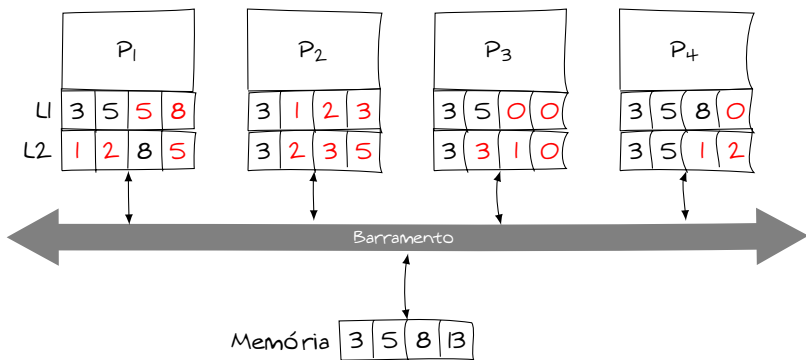 P1 P2 P3 P4
L1 3 5 5 8 3 1 2 3 3 5 0 0 3 5 8 0
L2 1 2 8 5 3 2 3 5 3 3 1 0 3 5 1 2
Barramento
Memória 3 5 8 13